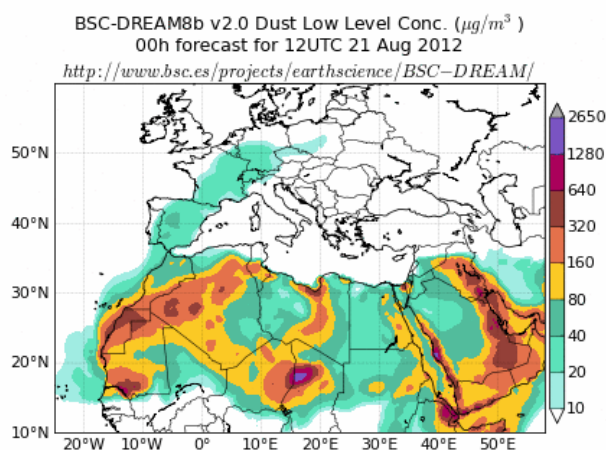 BSC-DREAM8b v2.0 Dust Low Level Conc. (μg/m³ )
00h forecast for 12UTC 21 Aug 2012
http://www.bsc.es/projects/earthscience/BSC−DREAM/
2650
1280
50°N
640
320
40°N
160
30°N
80
40
20°N
20
10
10°N
20°W 10°W 0° 10°E 20°E 30°E 40°E 50°E